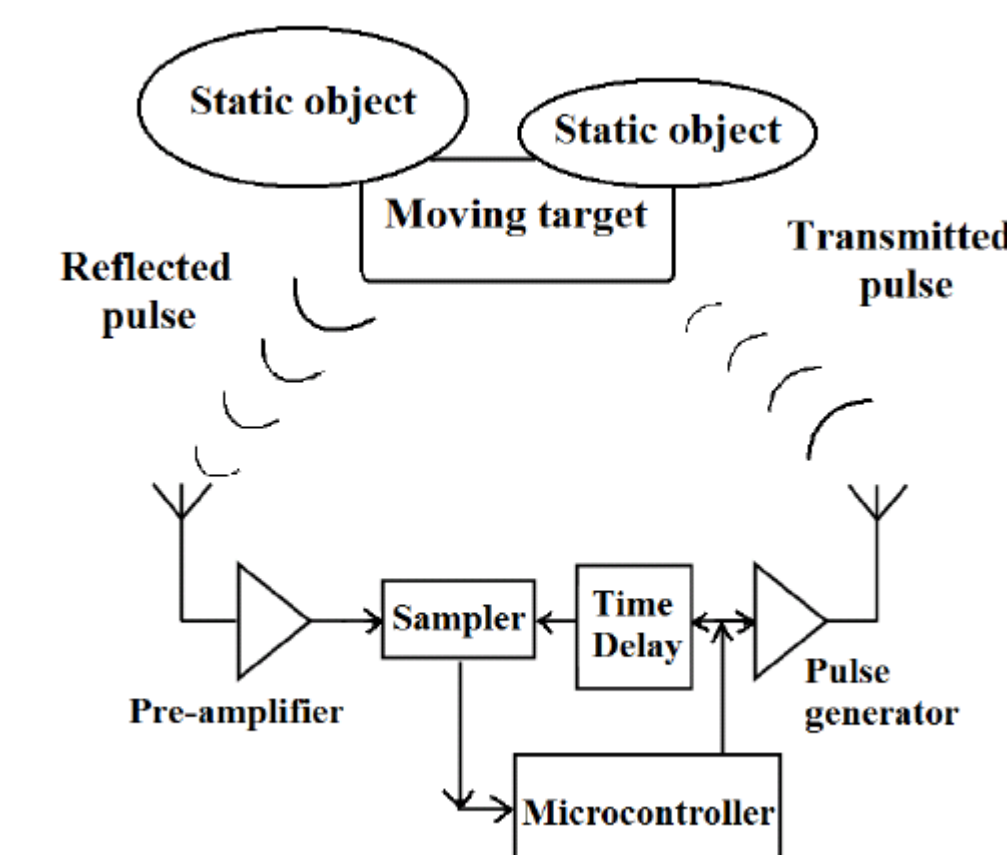 Static object
Static object
Moving target
Reflected
pulse
Transmitted
pulse
Sampler
Time
Delay
Pre-amplifier
Pulse
generator
Microcontroller